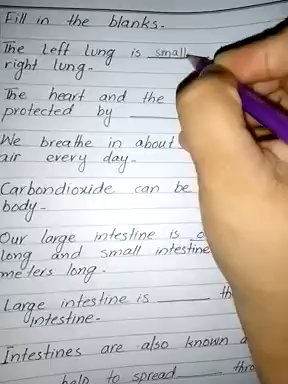 Fill in the blanks.
The Left Lung is small
right lung.
The heart and the
protected by
We breathe in about
air every day.
Carbondioxide can be
body.
Our large intestine is
long and small intestine
meters long.
Large intestine is
intestine.
Intestines are also known
help to spread